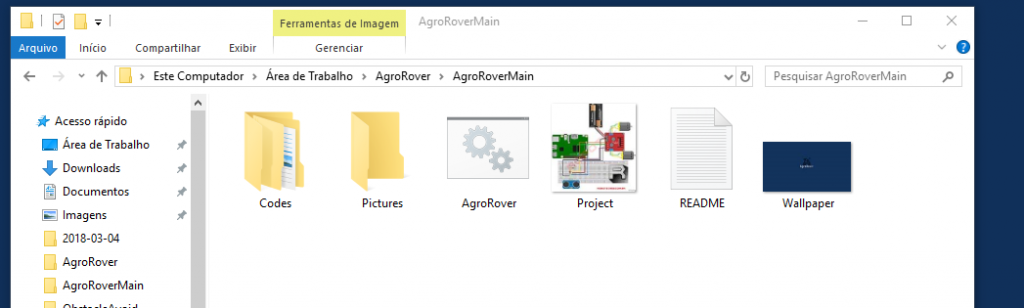 Ferramentas de Imagem AgroRoverMain
Arquivo Início Compartilhar Exibir Gerenciar
Este Computador Área de Trabalho AgroRover AgroRoverMain Pesquisar AgroRoverMain
Acesso rápido
Área de Trabalho
Downloads
Documentos
Imagens
2018-03-04
AgroRover
AgroRoverMain
ObstacleAvoid
Codes Pictures AgroRover Project README Wallpaper